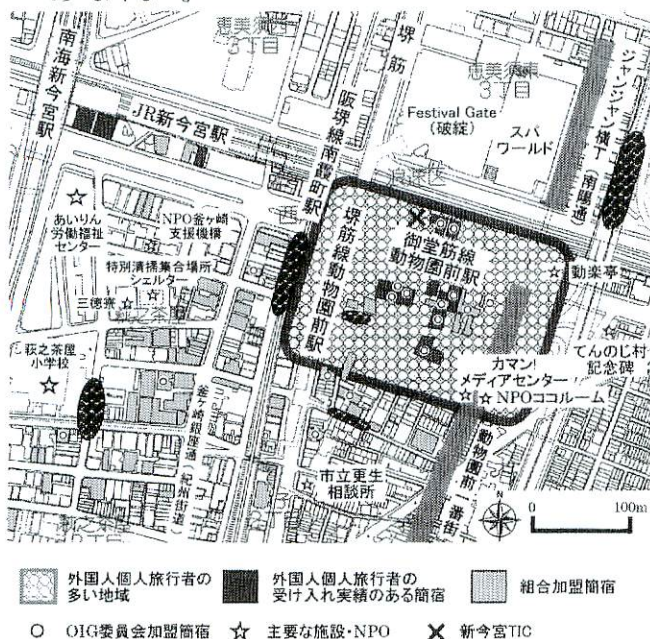 恵美須西
3丁目
堺筋
恵美須東
3丁目
ジャンジャン横丁(南陽通)
南海新今宮駅
JR新今宮駅
阪堺線南霞町駅
Festival Gate
(破綻)
スパ
ワールド
浪速区
あいりん
労働福祉
センター
NPO釜ヶ崎
支援機構
特別清掃集合場所
シェルター
三徳寮
萩之茶屋
堺筋線動物園前駅
御堂筋線
動物園前駅
動楽亭
てんのじ村
記念碑
カマン!
メディアセンター
NPOココルーム
萩之茶屋
小学校
釜ヶ崎銀座通(紀州街道)
動物園前一番街
市立更生
相談所
萩之茶屋
N
0 100m
外国人個人旅行者の
多い地域
外国人個人旅行者の
受け入れ実績のある簡宿
組合加盟簡宿
OIG委員会加盟簡宿
主要な施設・NPO
新今宮TIC